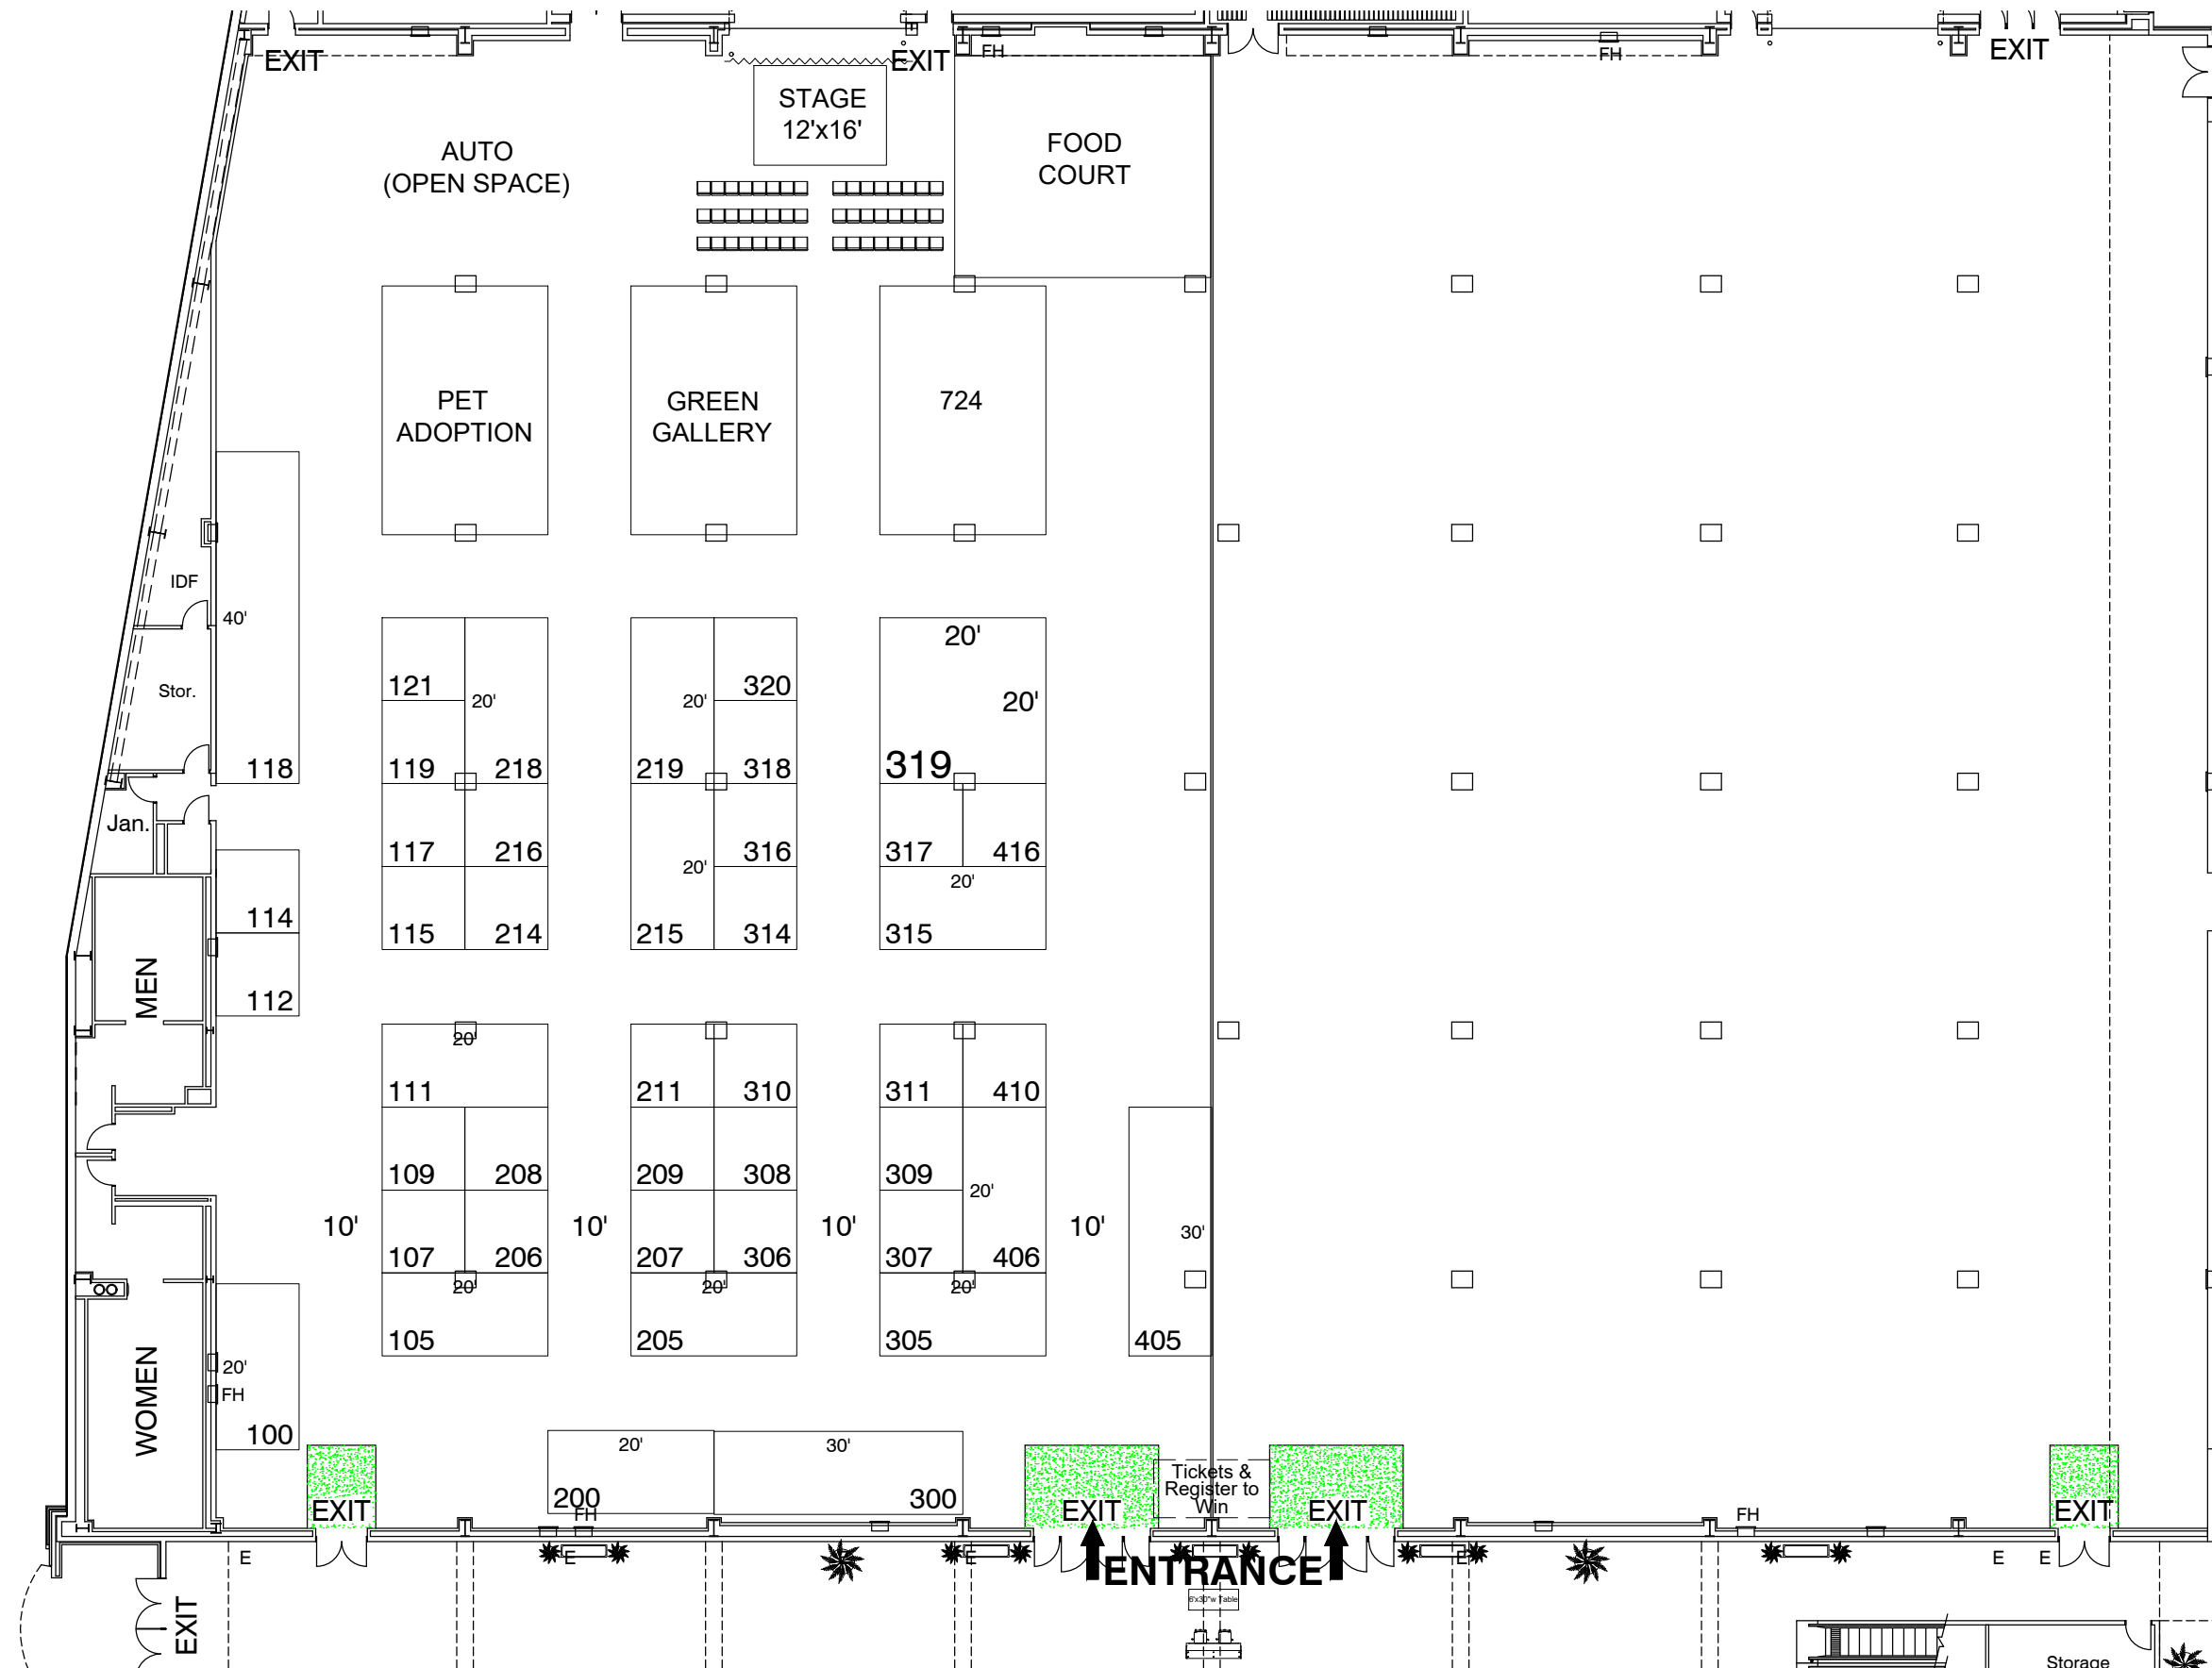 EXIT
EXIT
FH
FH
EXIT
STAGE
12'x16'
AUTO
(OPEN SPACE)
FOOD
COURT
PET
ADOPTION
GREEN
GALLERY
724
IDF
40'
Stor.
118
Jan.
121
20'
119
218
20'
320
219
318
20'
20'
319
117
216
20'
316
317
416
20'
114
115
214
215
314
315
112
MEN
20'
111
211
310
311
410
109
208
209
308
309
20'
10'
10'
10'
10'
30'
107
206
207
306
307
406
20'
20'
20'
105
205
305
405
WOMEN
20'
FH
100
20'
30'
200
300
FH
EXIT
EXIT
Tickets &
Register to
Win
EXIT
FH
EXIT
E
E
E
E
E
E
ENTRANCE
6'x30"w Table
EXIT
Storage